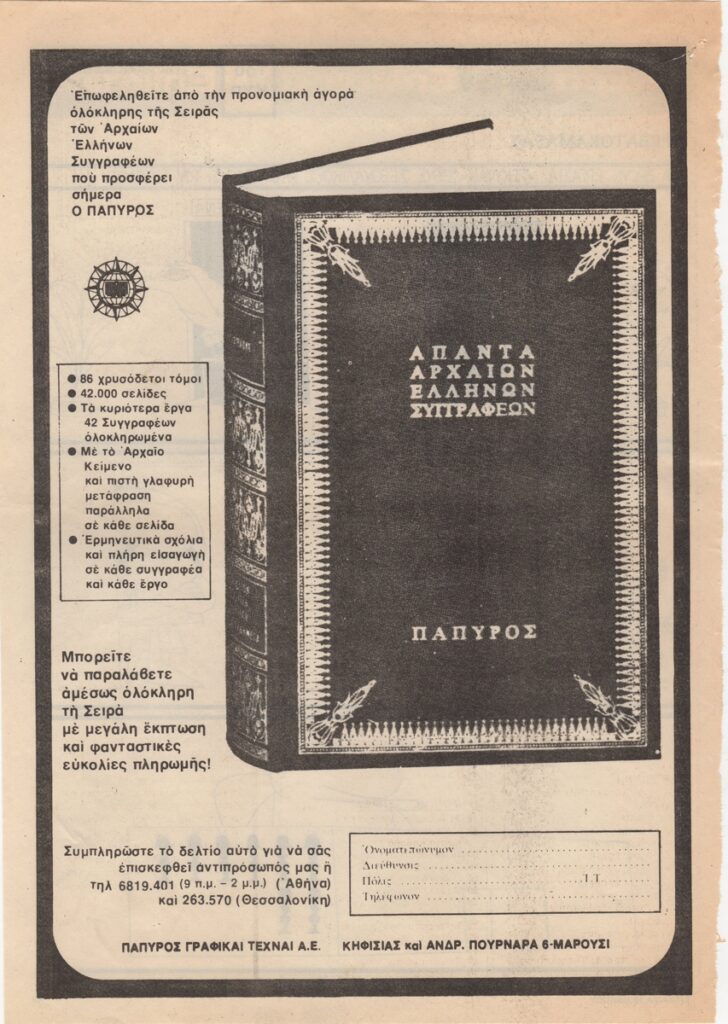 Ἐπωφεληθεῖτε ἀπὸ τὴν προνομιακὴ ἀγορὰ
ὁλόκληρης τῆς Σειρᾶς
τῶν Ἀρχαίων
Ἑλλήνων
Συγγραφέων
ποὺ προσφέρει
σήμερα
Ο ΠΑΠΥΡΟΣ
● 86 χρυσόδετοι τόμοι
● 42.000 σελίδες
● Τὰ κυριότερα ἔργα
42 Συγγραφέων
ὁλοκληρωμένα
● Μὲ τὸ Ἀρχαῖο
Κείμενο
καὶ πιστὴ γλαφυρὴ
μετάφραση
παράλληλα
σὲ κάθε σελίδα
● Ἑρμηνευτικὰ σχόλια
καὶ πλήρη εἰσαγωγὴ
σὲ κάθε συγγραφέα
καὶ κάθε ἔργο
ΑΠΑΝΤΑ
ΑΡΧΑΙΩΝ
ΕΛΛΗΝΩΝ
ΣΥΓΓΡΑΦΕΩΝ
ΠΑΠΥΡΟΣ
Μπορεῖτε
νὰ παραλάβετε
ἀμέσως ὁλόκληρη
τὴ Σειρὰ
μὲ μεγάλη ἔκπτωση
καὶ φανταστικὲς
εὐκολίες πληρωμῆς!
Συμπληρῶστε τὸ δελτίο αὐτὸ γιὰ νὰ σᾶς
ἐπισκεφθεῖ ἀντιπρόσωπός μας ἢ
τηλ 6819.401 (9 π.μ. – 2 μ.μ.) (Ἀθήνα)
καὶ 263.570 (Θεσσαλονίκη)
Ὀνοματεπώνυμον
Διεύθυνσις
Πόλις Τ.Τ.
Τηλέφωνον
ΠΑΠΥΡΟΣ ΓΡΑΦΙΚΑΙ ΤΕΧΝΑΙ Α.Ε. ΚΗΦΙΣΙΑΣ καὶ ΑΝΔΡ. ΠΟΥΡΝΑΡΑ 6-ΜΑΡΟΥΣΙ